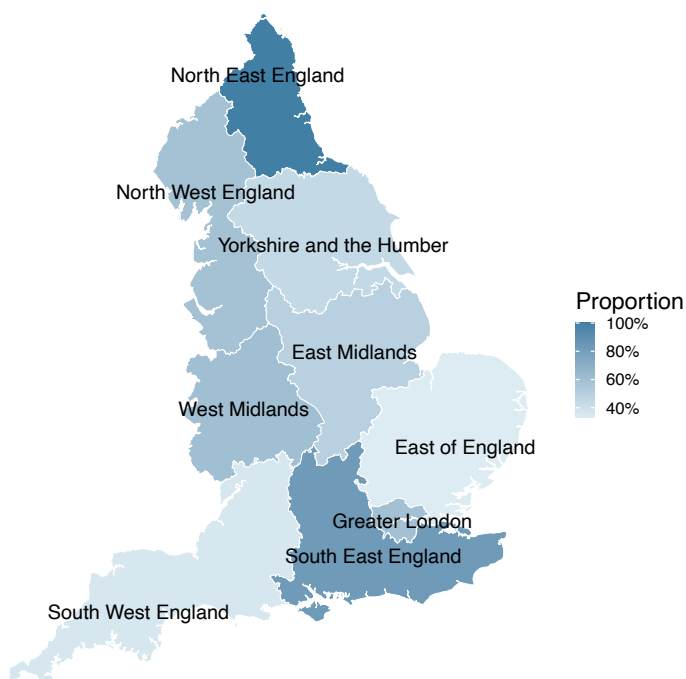 North East England
North West England
Yorkshire and the Humber
East Midlands
West Midlands
East of England
Greater London
South East England
South West England
Proportion
100%
80%
60%
40%